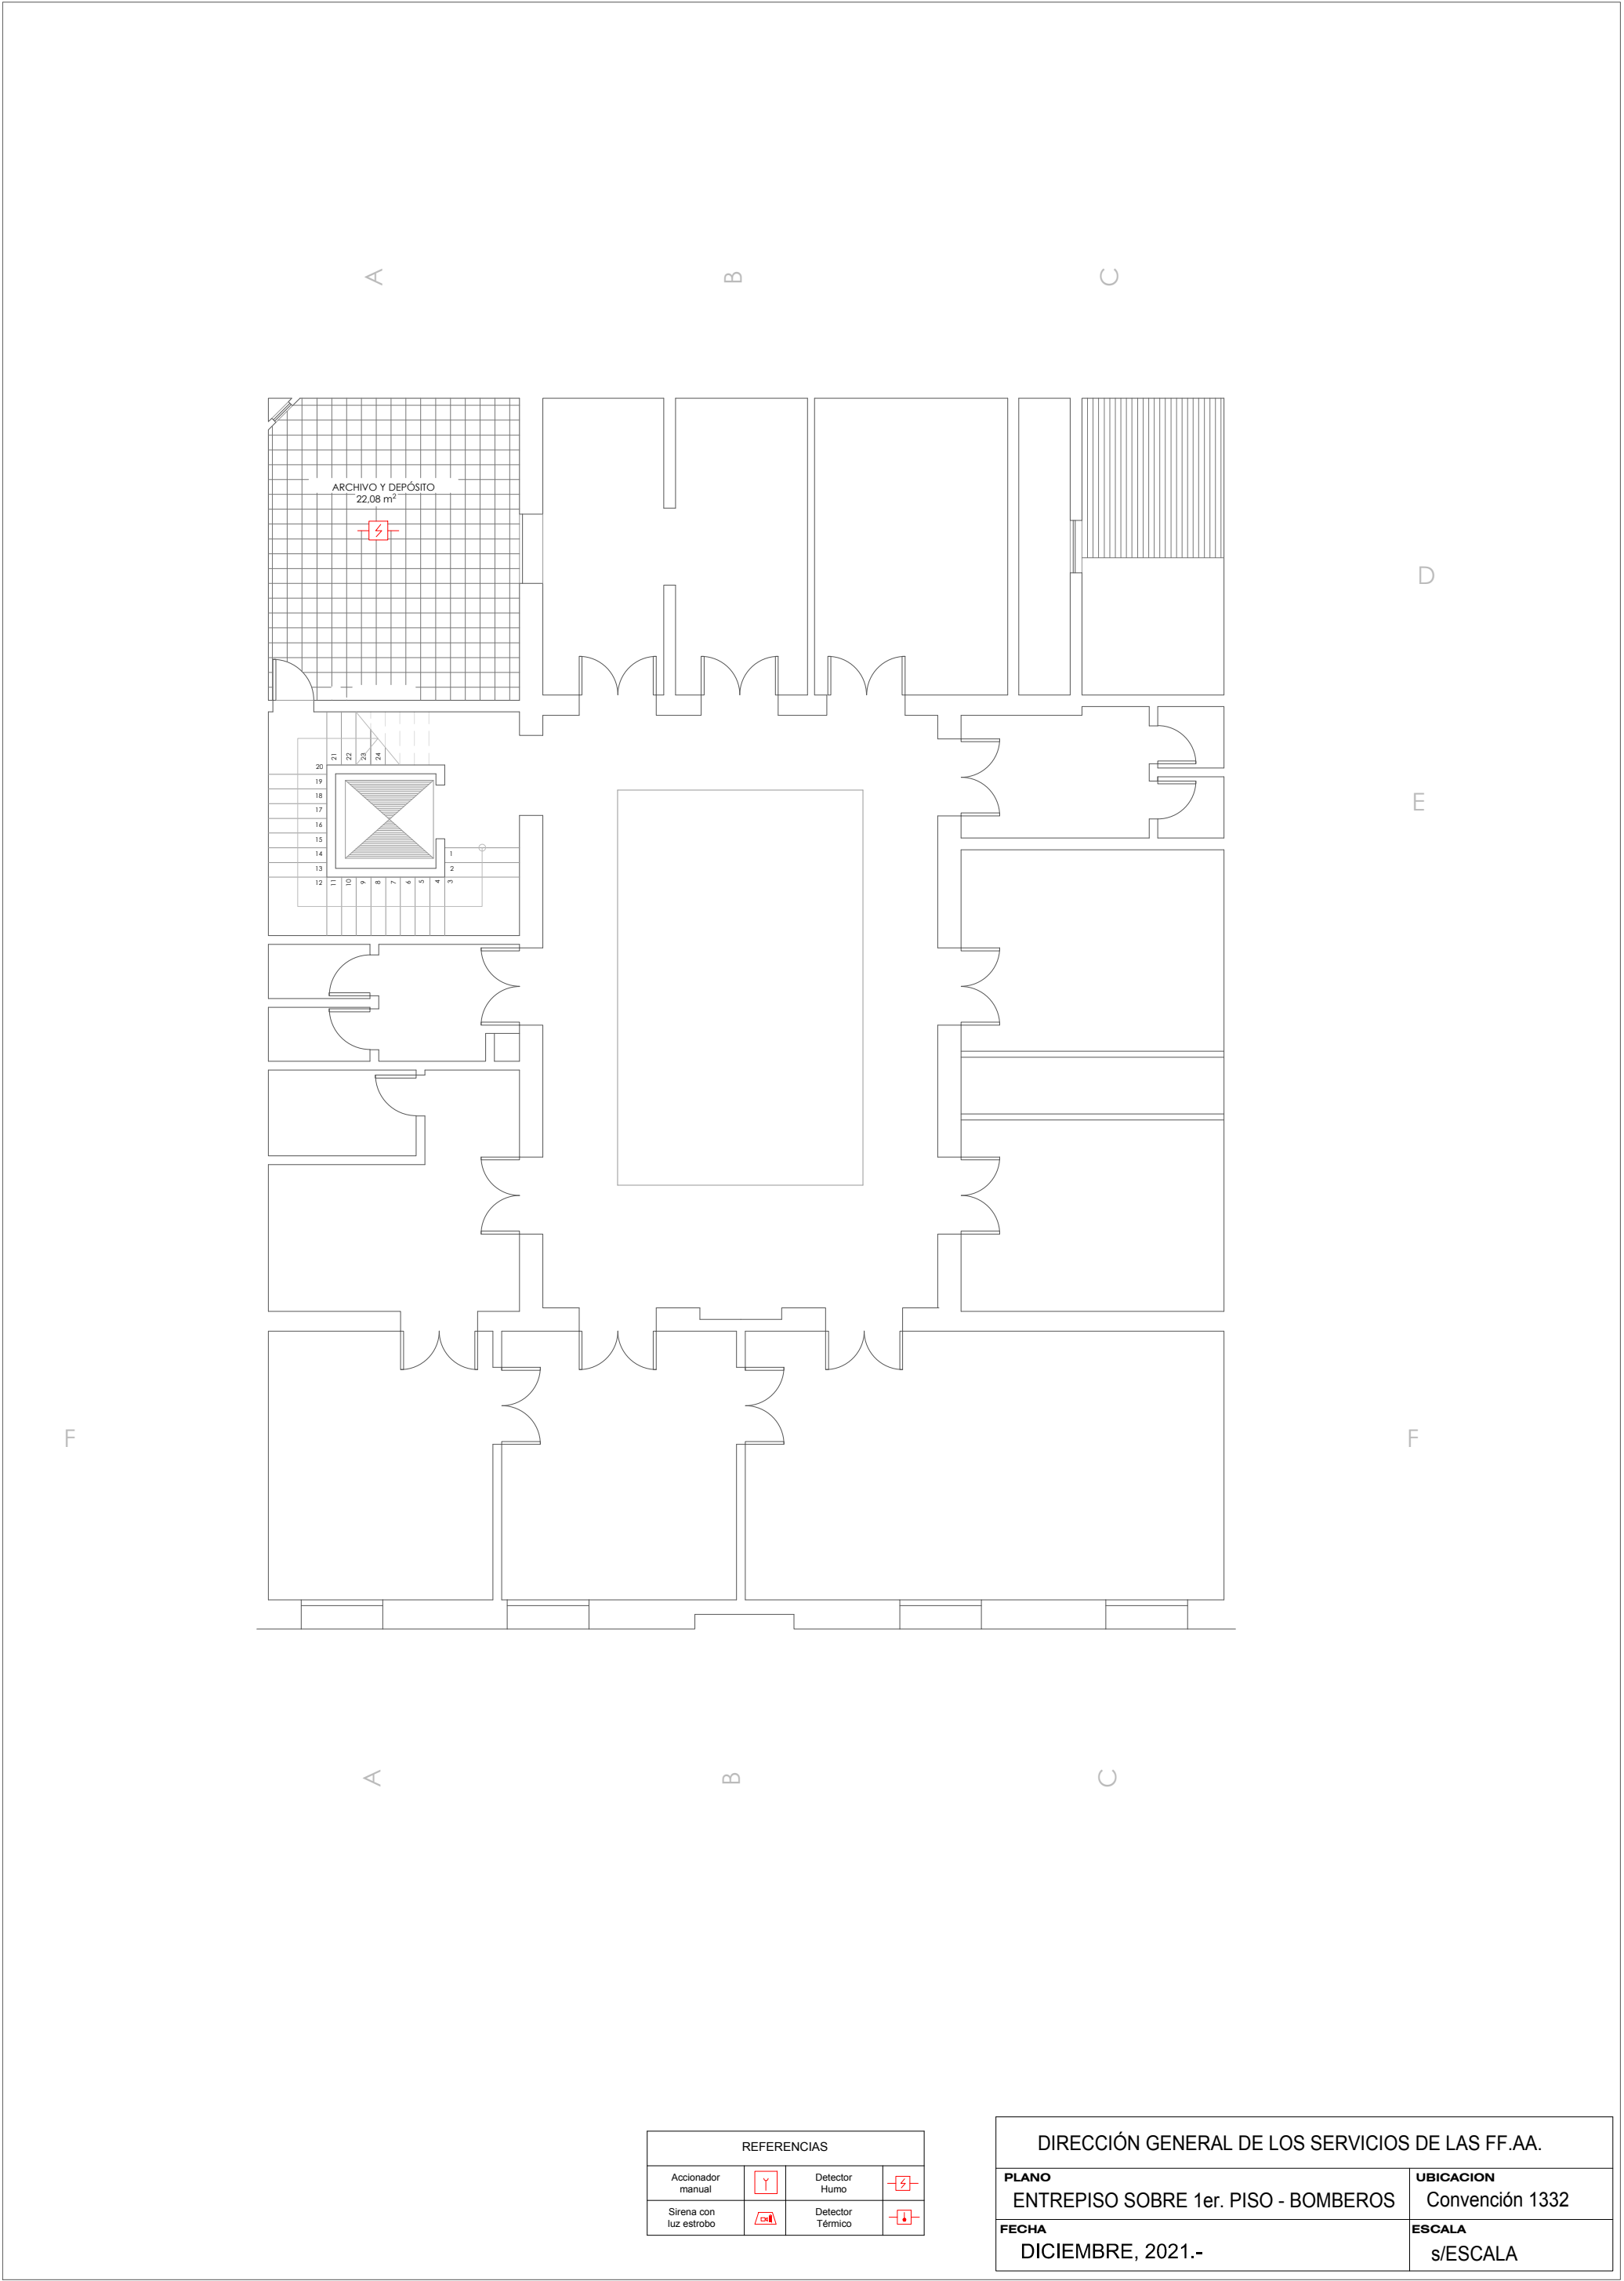 A B C
ARCHIVO Y DEPÓSITO
22,08 m²
D
21 22 23 24
20
19
18
17
16
15
14
13
12
11 10 9 8 7 6 5 4 3
1
2
E
F F
A B C
REFERENCIAS
Accionador
manual
Detector
Humo
Sirena con
luz estrobo
Detector
Térmico
DIRECCIÓN GENERAL DE LOS SERVICIOS DE LAS FF.AA.
PLANO
ENTREPISO SOBRE 1er. PISO - BOMBEROS
UBICACION
Convención 1332
FECHA
DICIEMBRE, 2021.-
ESCALA
s/ESCALA